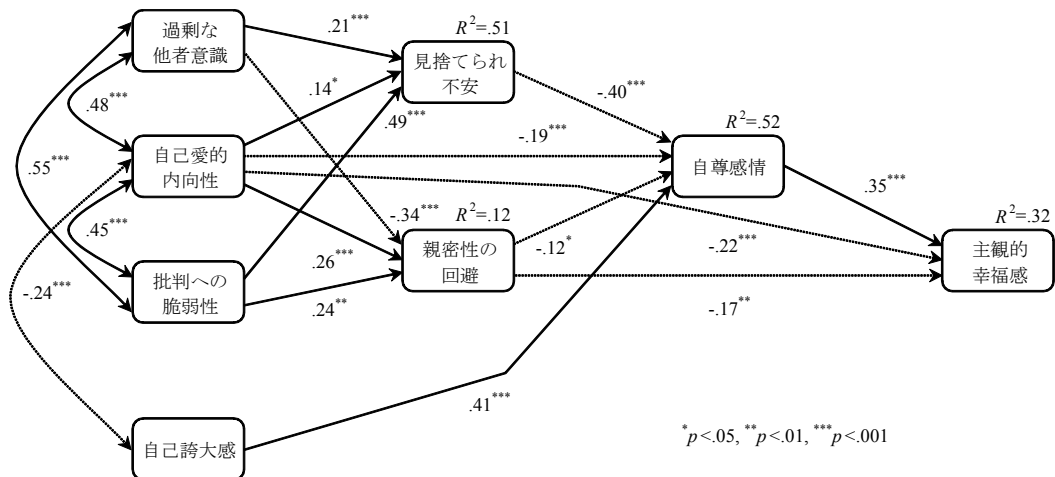 過剰な
他者意識
.21***
R²=.51
見捨てられ
不安
.14*
.48***
.49***
-.40***
-.19***
R²=.52
自己愛的
内向性
自尊感情
.55***
.35***
.45***
-.34***
R²=.12
R²=.32
親密性の
回避
-.12*
-.22***
主観的
幸福感
.26***
批判への
脆弱性
-.24***
.24**
-.17**
.41***
自己誇大感
*p<.05, **p<.01, ***p<.001